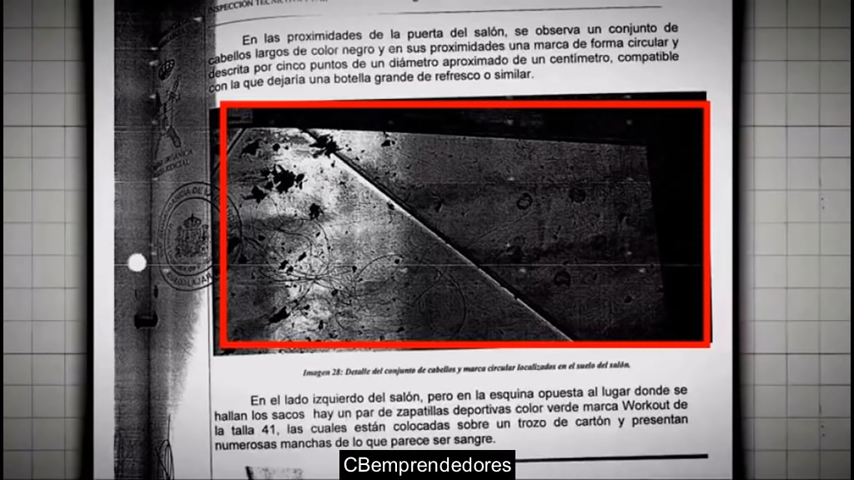 INSPECCIÓN
En las proximidades de la puerta del salón, se observa un conjunto de
cabellos largos de color negro y en sus proximidades una marca de forma circular y
descrita por cinco puntos de un diámetro aproximado de un centímetro, compatible
con la que dejaria una botella grande de refresco o similar.
Imagen 28: Detalle del conjunto de cabellos y marca circular localizadas en el suelo del salón.
En el lado izquierdo del salón, pero en la esquina opuesta al lugar donde se
hallan los sacos hay un par de zapatillas deportivas color verde marca Workout de
la talla 41, las cuales están colocadas sobre un trozo de cartón y presentan
numerosas manchas de lo que parece ser sangre.
CBemprendedores